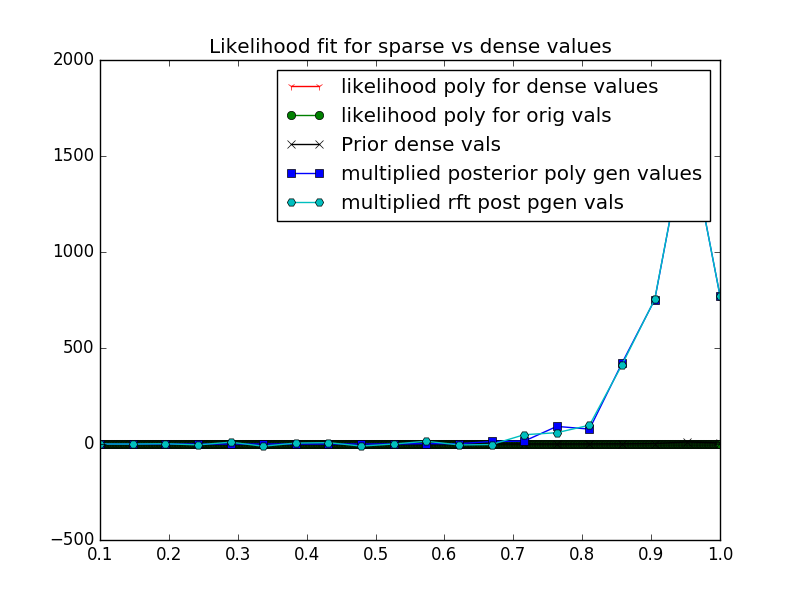 Likelihood fit for sparse vs dense values
2000
1500
1000
500
0
−500
0.1 0.2 0.3 0.4 0.5 0.6 0.7 0.8 0.9 1.0
likelihood poly for dense values
likelihood poly for orig vals
Prior dense vals
multiplied posterior poly gen values
multiplied rft post pgen vals